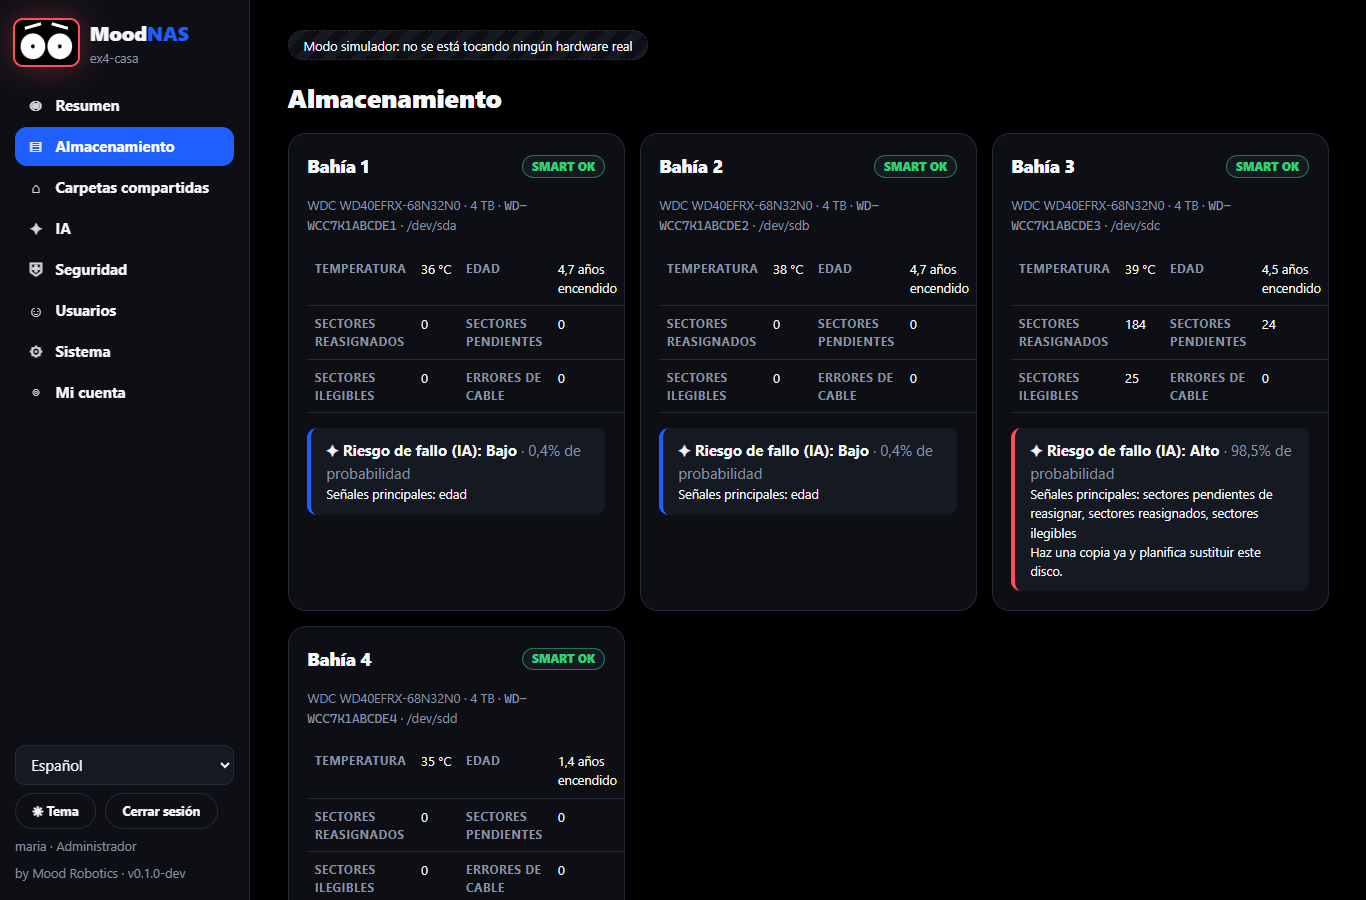 MoodNAS
ex4-casa
Resumen
Almacenamiento
Carpetas compartidas
IA
Seguridad
Usuarios
Sistema
Mi cuenta
Español
Tema
Cerrar sesión
maria · Administrador
by Mood Robotics · v0.1.0-dev
Modo simulador: no se está tocando ningún hardware real
Almacenamiento
Bahía 1
SMART OK
WDC WD40EFRX-68N32N0 · 4 TB · WD-
WCC7K1ABCDE1 · /dev/sda
TEMPERATURA 36 °C EDAD 4,7 años
encendido
SECTORES 0 SECTORES 0
REASIGNADOS PENDIENTES
SECTORES 0 ERRORES DE 0
ILEGIBLES CABLE
Riesgo de fallo (IA): Bajo · 0,4% de
probabilidad
Señales principales: edad
Bahía 2
SMART OK
WDC WD40EFRX-68N32N0 · 4 TB · WD-
WCC7K1ABCDE2 · /dev/sdb
TEMPERATURA 38 °C EDAD 4,7 años
encendido
SECTORES 0 SECTORES 0
REASIGNADOS PENDIENTES
SECTORES 0 ERRORES DE 0
ILEGIBLES CABLE
Riesgo de fallo (IA): Bajo · 0,4% de
probabilidad
Señales principales: edad
Bahía 3
SMART OK
WDC WD40EFRX-68N32N0 · 4 TB · WD-
WCC7K1ABCDE3 · /dev/sdc
TEMPERATURA 39 °C EDAD 4,5 años
encendido
SECTORES 184 SECTORES 24
REASIGNADOS PENDIENTES
SECTORES 25 ERRORES DE 0
ILEGIBLES CABLE
Riesgo de fallo (IA): Alto · 98,5% de
probabilidad
Señales principales: sectores pendientes de
reasignar, sectores reasignados, sectores
ilegibles
Haz una copia ya y planifica sustituir este
disco.
Bahía 4
SMART OK
WDC WD40EFRX-68N32N0 · 4 TB · WD-
WCC7K1ABCDE4 · /dev/sdd
TEMPERATURA 35 °C EDAD 1,4 años
encendido
SECTORES 0 SECTORES 0
REASIGNADOS PENDIENTES
SECTORES 0 ERRORES DE 0
ILEGIBLES CABLE